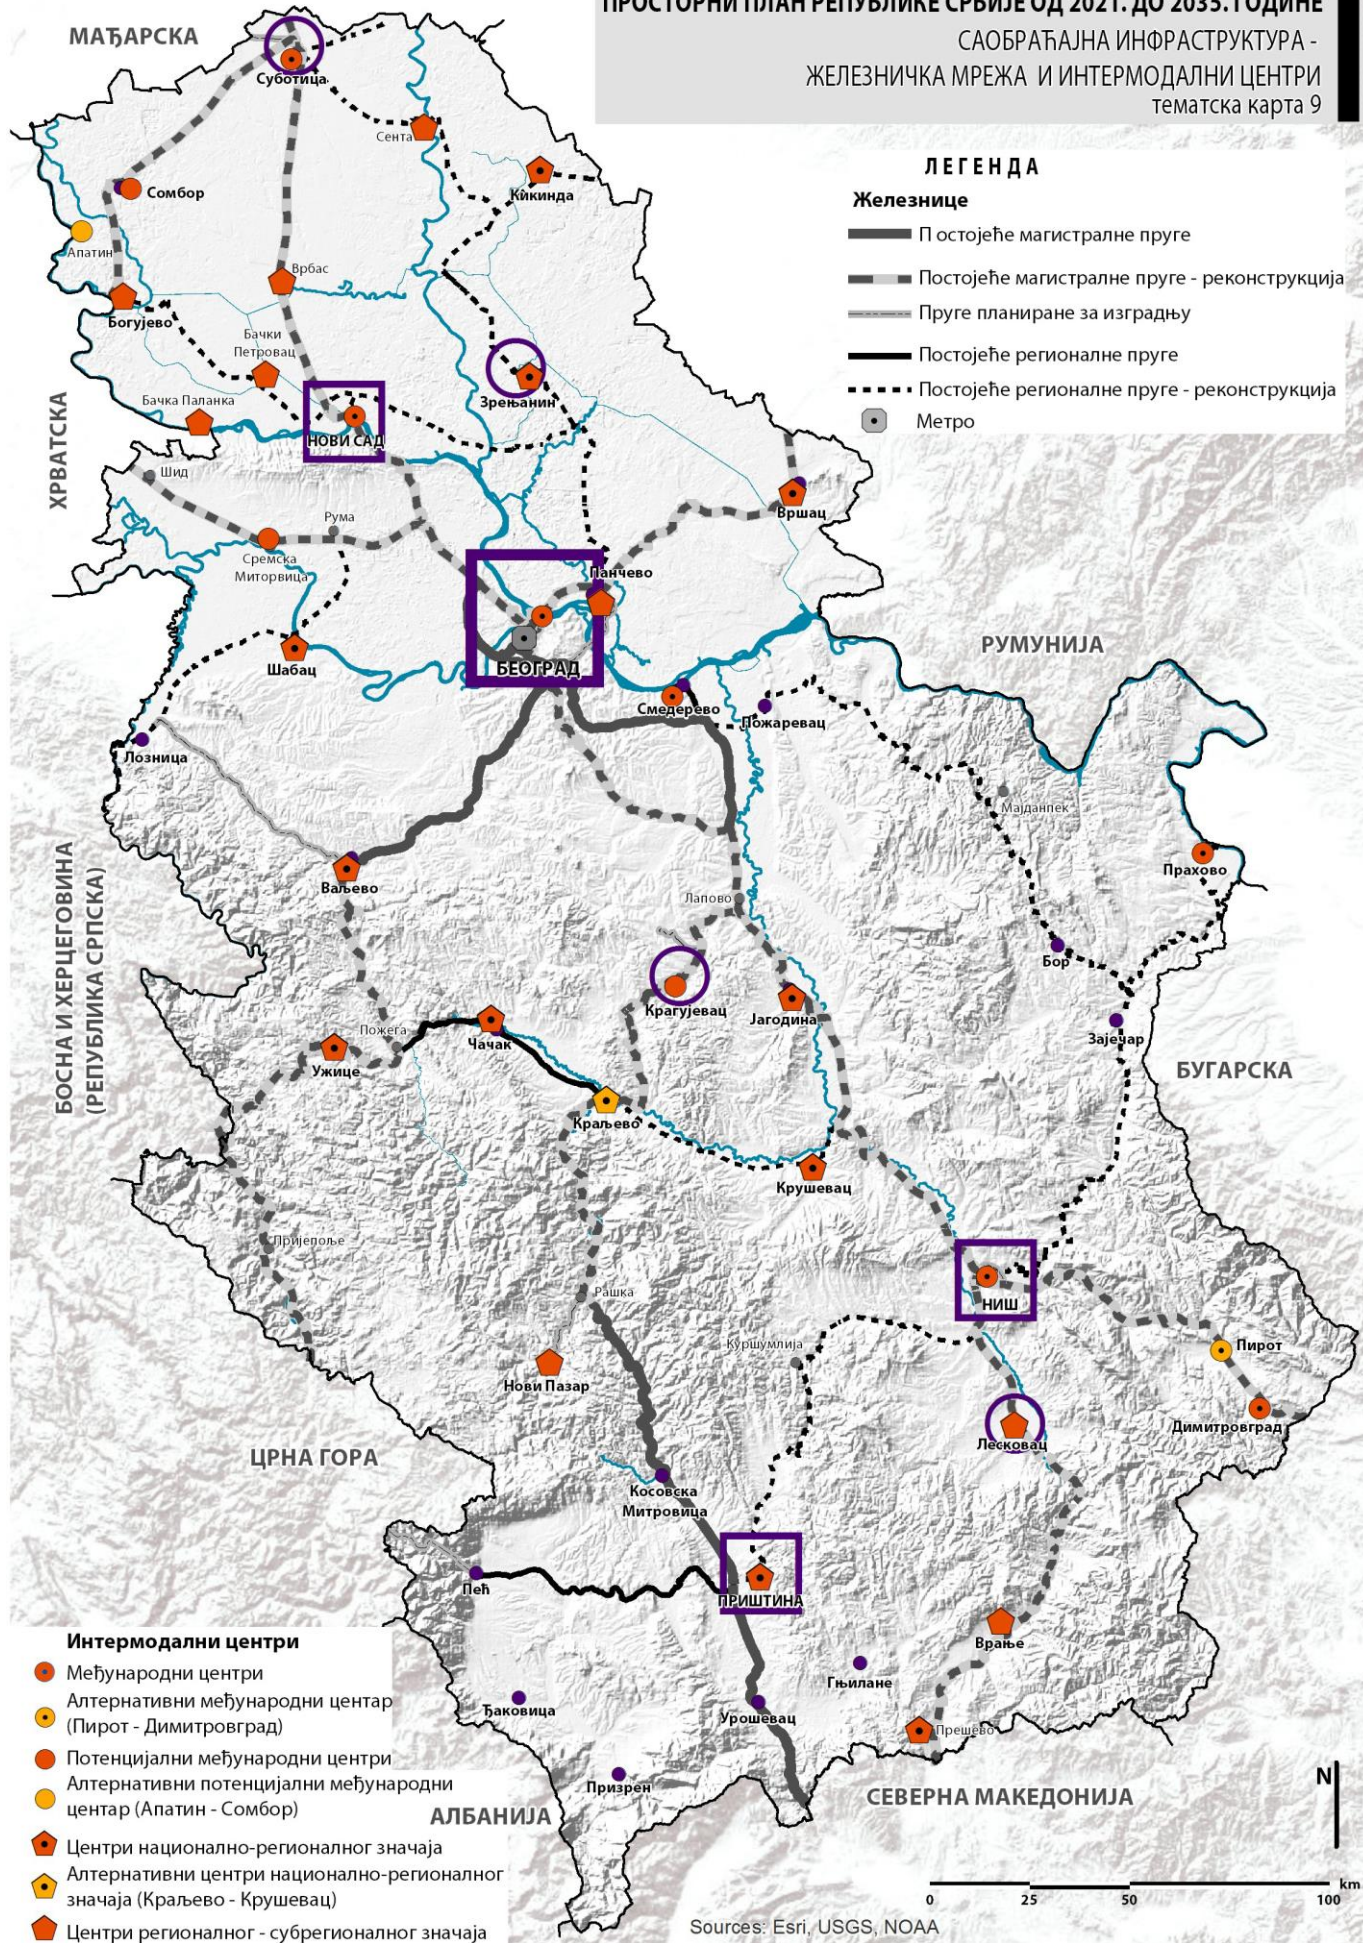 ПРОСТОРНИ ПЛАН РЕПУБЛИКЕ СРБИЈЕ ОД 2021. ДО 2035. ГОДИНЕ
САОБРАЋАЈНА ИНФРАСТРУКТУРА -
ЖЕЛЕЗНИЧКА МРЕЖА И ИНТЕРМОДАЛНИ ЦЕНТРИ
тематска карта 9
МАЂАРСКА
Суботица
Сента
Кикинда
Сомбор
Апатин
Врбас
Богујево
Бачки
Петровац
Бачка Паланка
НОВИ САД
Зрењанин
ХРВАТСКА
Шид
Рума
Сремска
Миторвица
Вршац
Панчево
БЕОГРАД
Шабац
Смедерево
Пожаревац
РУМУНИЈА
Лозница
Мајданпек
Прахово
Ваљево
Лапово
Бор
БОСНА И ХЕРЦЕГОВИНА
(РЕПУБЛИКА СРПСКА)
Крагујевац
Јагодина
Зајечар
Пожега
Чачак
Ужице
БУГАРСКА
Краљево
Крушевац
Пријепоље
Рашка
НИШ
Куршумлија
Пирот
Нови Пазар
Димитровград
Лесковац
ЦРНА ГОРА
Косовска
Митровица
Пећ
ПРИШТИНА
Врање
Гњилане
Ђаковица
Урошевац
Прешево
Призрен
АЛБАНИЈА
СЕВЕРНА МАКЕДОНИЈА
ЛЕГЕНДА
Железнице
П остојеће магистралне пруге
Постојеће магистралне пруге - реконструкција
Пруге планиране за изградњу
Постојеће регионалне пруге
Постојеће регионалне пруге - реконструкција
Метро
Интермодални центри
Међународни центри
Алтернативни међународни центар
(Пирот - Димитровград)
Потенцијални међународни центри
Алтернативни потенцијални међународни
центар (Апатин - Сомбор)
Центри национално-регионалног значаја
Алтернативни центри национално-регионалног
значаја (Краљево - Крушевац)
Центри регионалног - субрегионалног значаја
N
km
0 25 50 100
Sources: Esri, USGS, NOAA